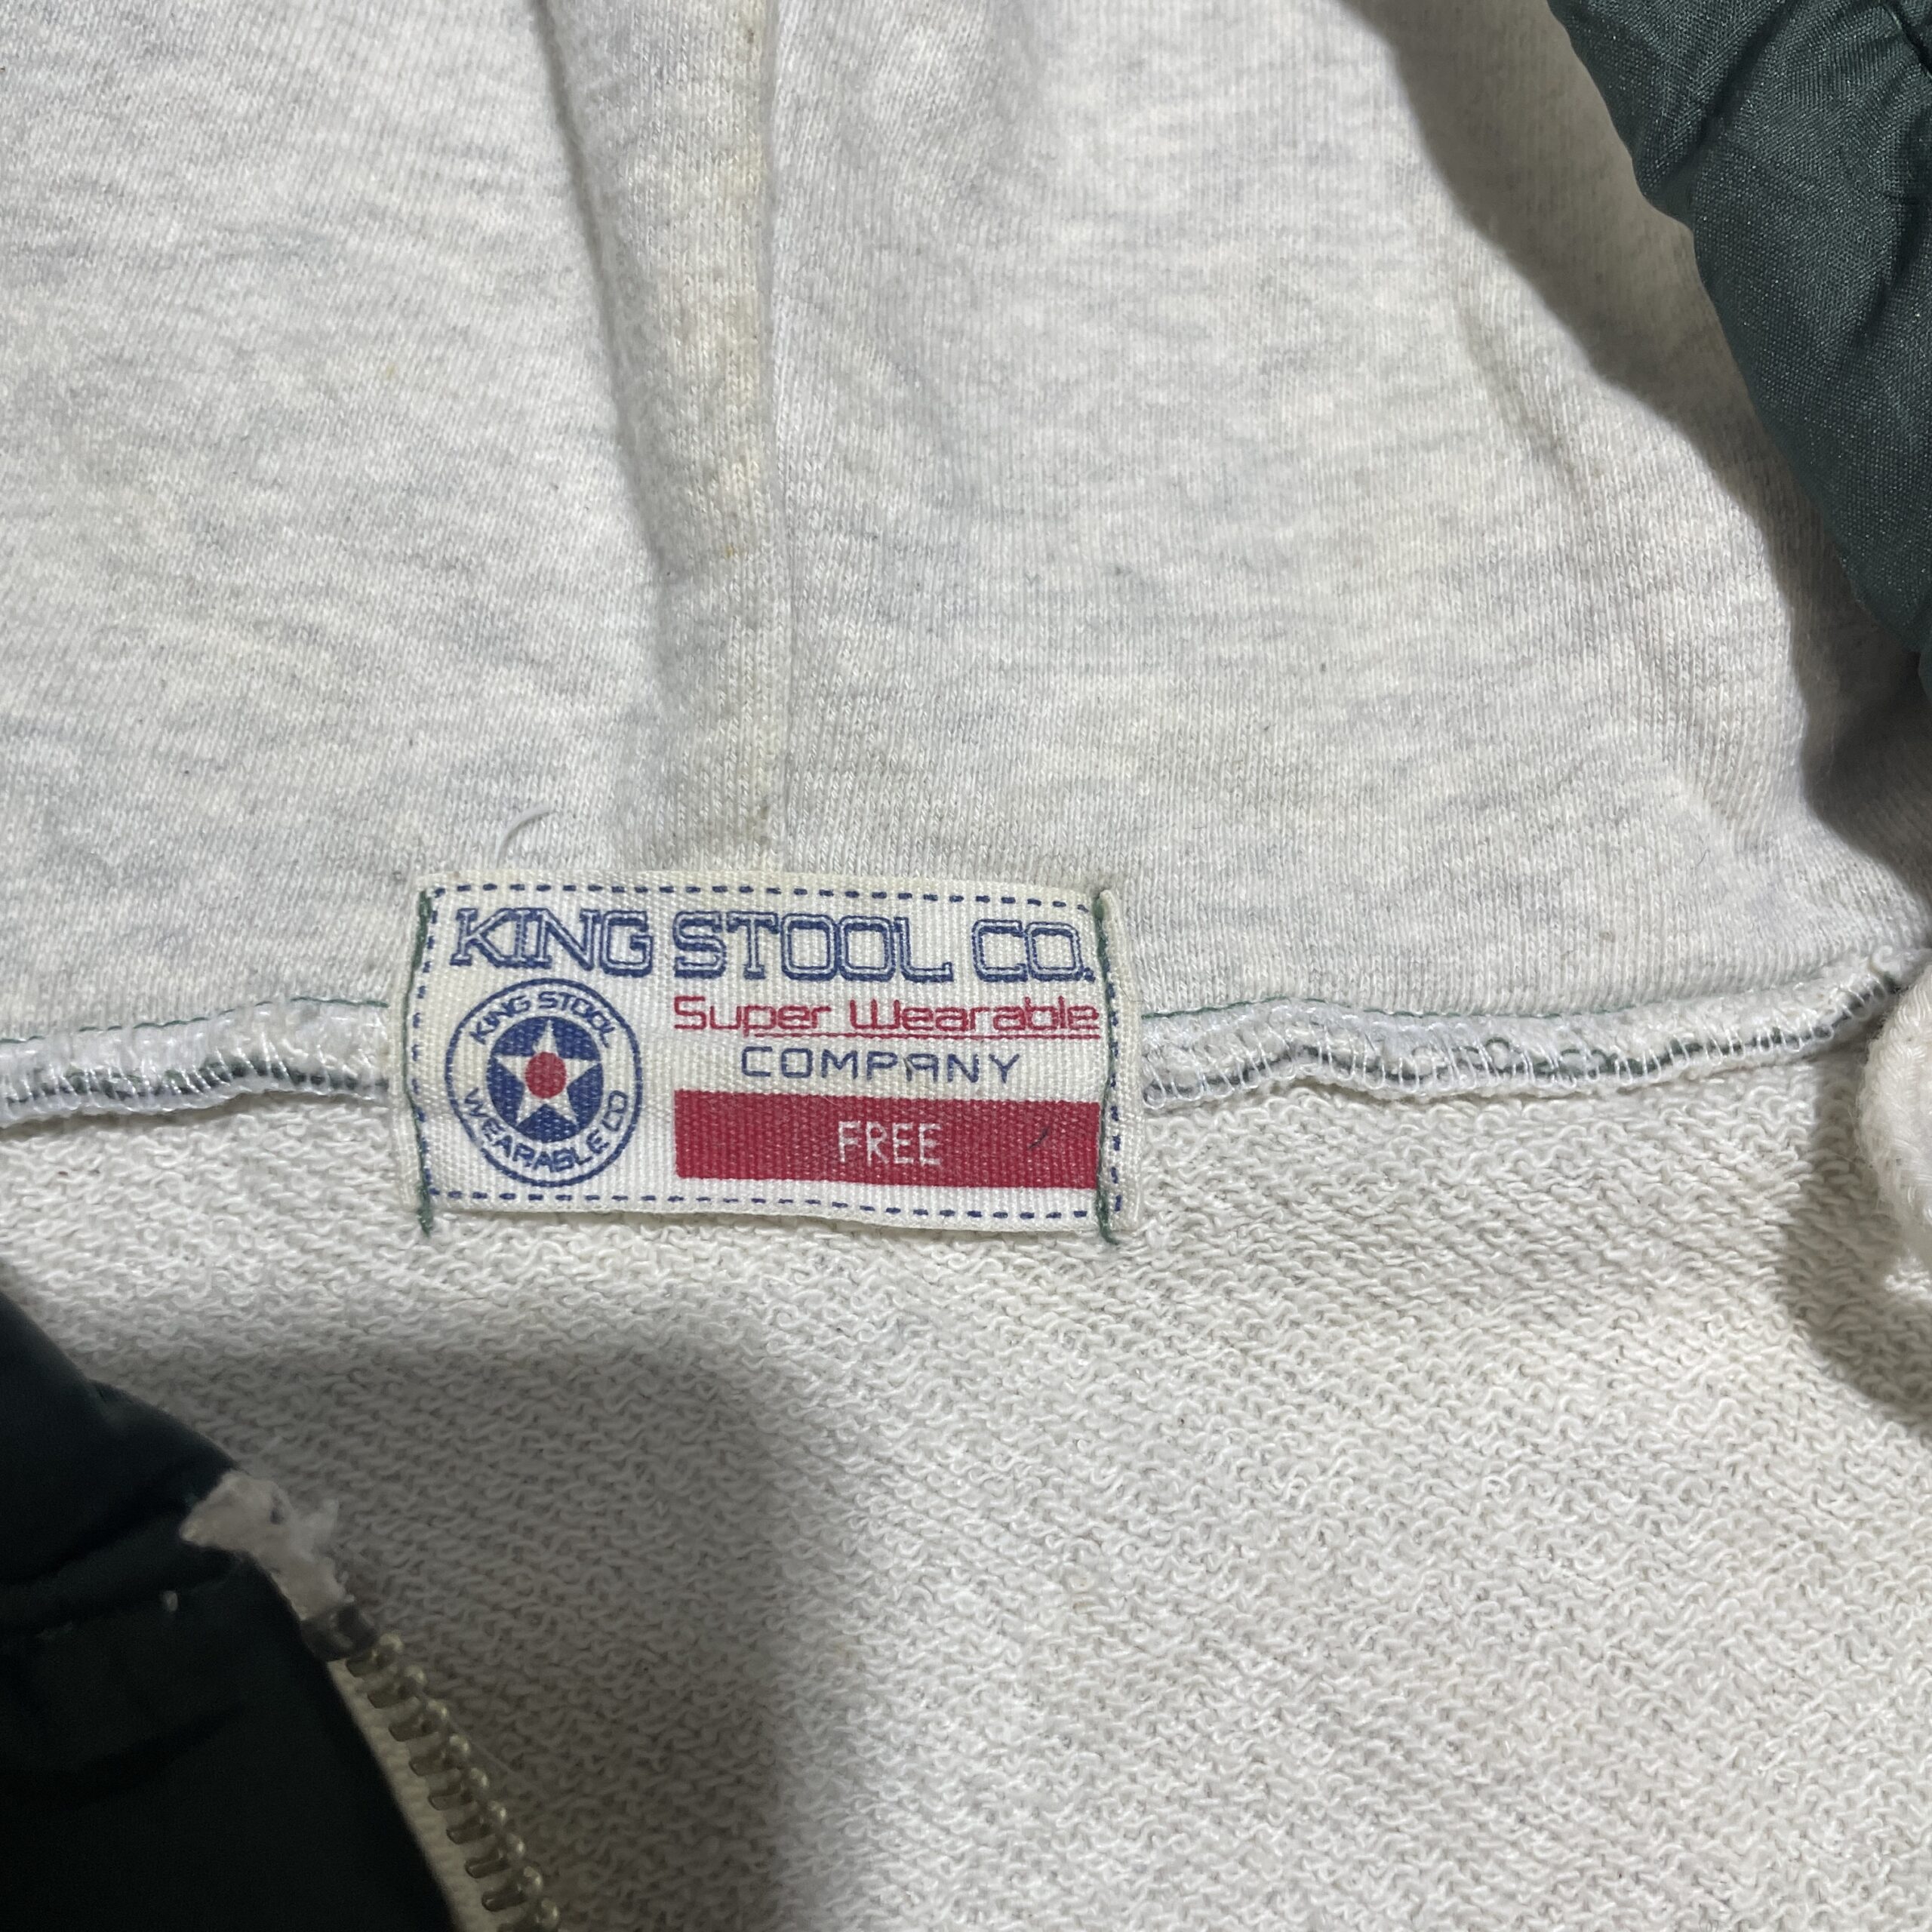 KING STOOL CO.
KING STOOL
WEARABLE CO
Super Wearable
COMPANY
FREE